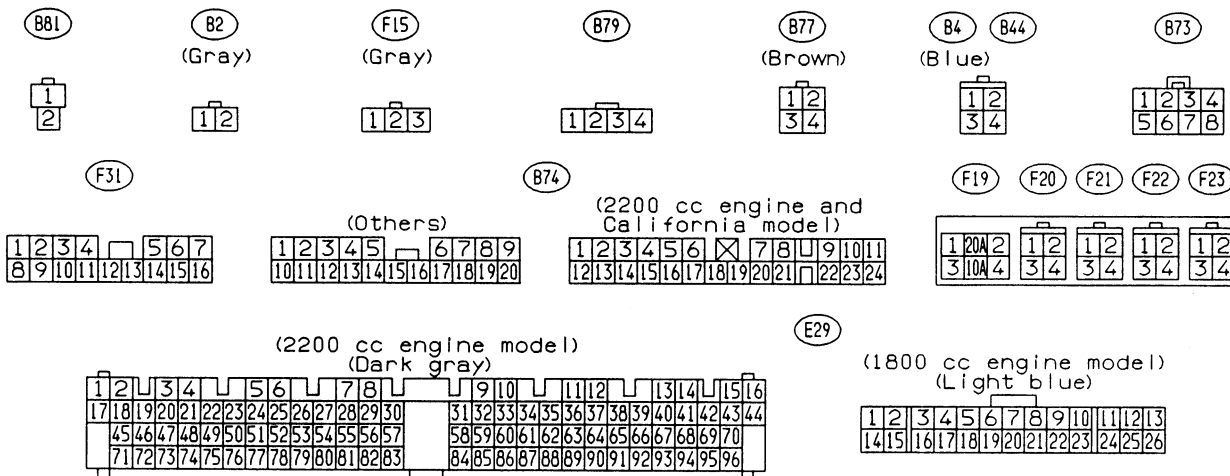 B81 B2 F15 B79 B77 B4 B44 B73
(Gray) (Gray) (Brown) (Blue)
1 1 2 1 2 1 2 3 4
2 1 2 1 2 3 1 2 3 4 3 4 3 4 5 6 7 8
F31 B74 F19 F20 F21 F22 F23
(2200 cc engine and
(Others) California model)
1 2 3 4 5 6 7 1 2 3 4 5 6 7 8 9 1 2 3 4 5 6 7 8 9 10 11 1 20A 2 1 2 1 2 1 2 1 2
8 9 10 11 12 13 14 15 16 10 11 12 13 14 15 16 17 18 19 20 12 13 14 15 16 17 18 19 20 21 22 23 24 3 10A 4 3 4 3 4 3 4 3 4
E29
(2200 cc engine model)
(Dark gray)
1 2 3 4 5 6 7 8 9 10 11 12 13 14 15 16
17 18 19 20 21 22 23 24 25 26 27 28 29 30 31 32 33 34 35 36 37 38 39 40 41 42 43 44
45 46 47 48 49 50 51 52 53 54 55 56 57 58 59 60 61 62 63 64 65 66 67 68 69 70
71 72 73 74 75 76 77 78 79 80 81 82 83 84 85 86 87 88 89 90 91 92 93 94 95 96
(1800 cc engine model)
(Light blue)
1 2 3 4 5 6 7 8 9 10 11 12 13
14 15 16 17 18 19 20 21 22 23 24 25 26